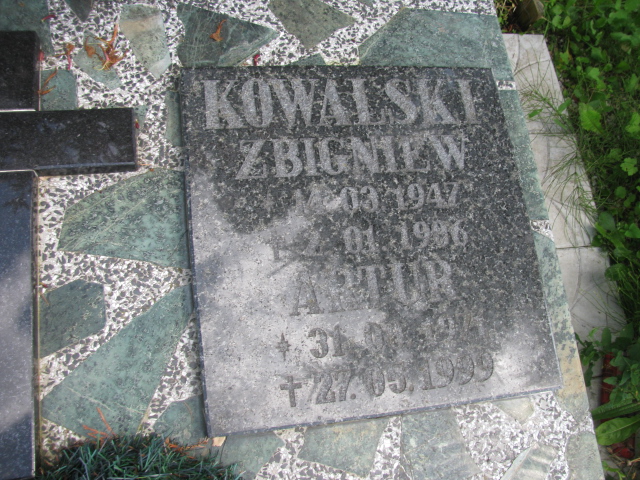 KOWALSKI
ZBIGNIEW
03.1947
01.1986
ARTUR
* 31.
✝ 27.05.1999